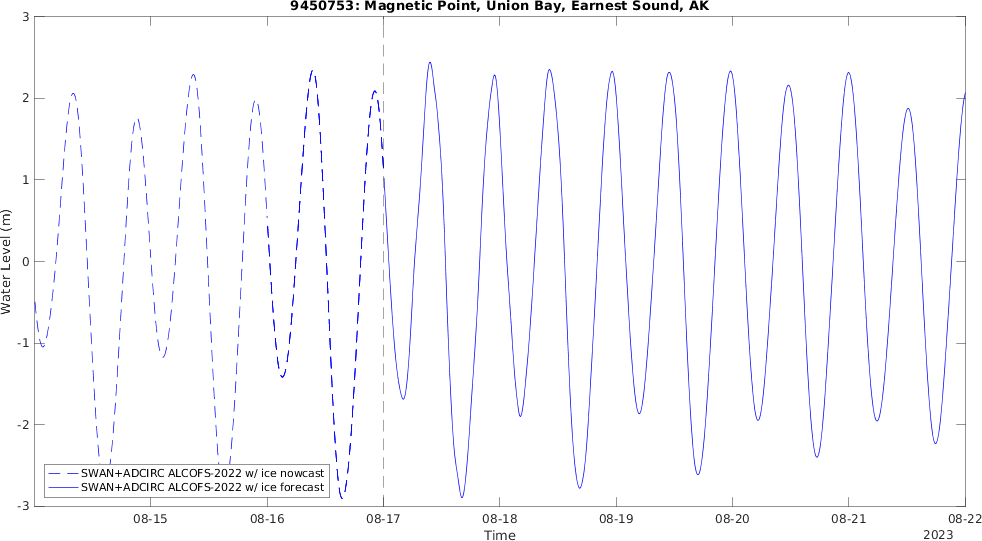 9450753: Magnetic Point, Union Bay, Earnest Sound, AK
3
2
1
0
-1
-2
-3
Water Level (m)
SWAN+ADCIRC ALCOFS-2022 w/ ice nowcast
SWAN+ADCIRC ALCOFS-2022 w/ ice forecast
08-15 08-16 08-17 08-18 08-19 08-20 08-21 08-22
Time
2023